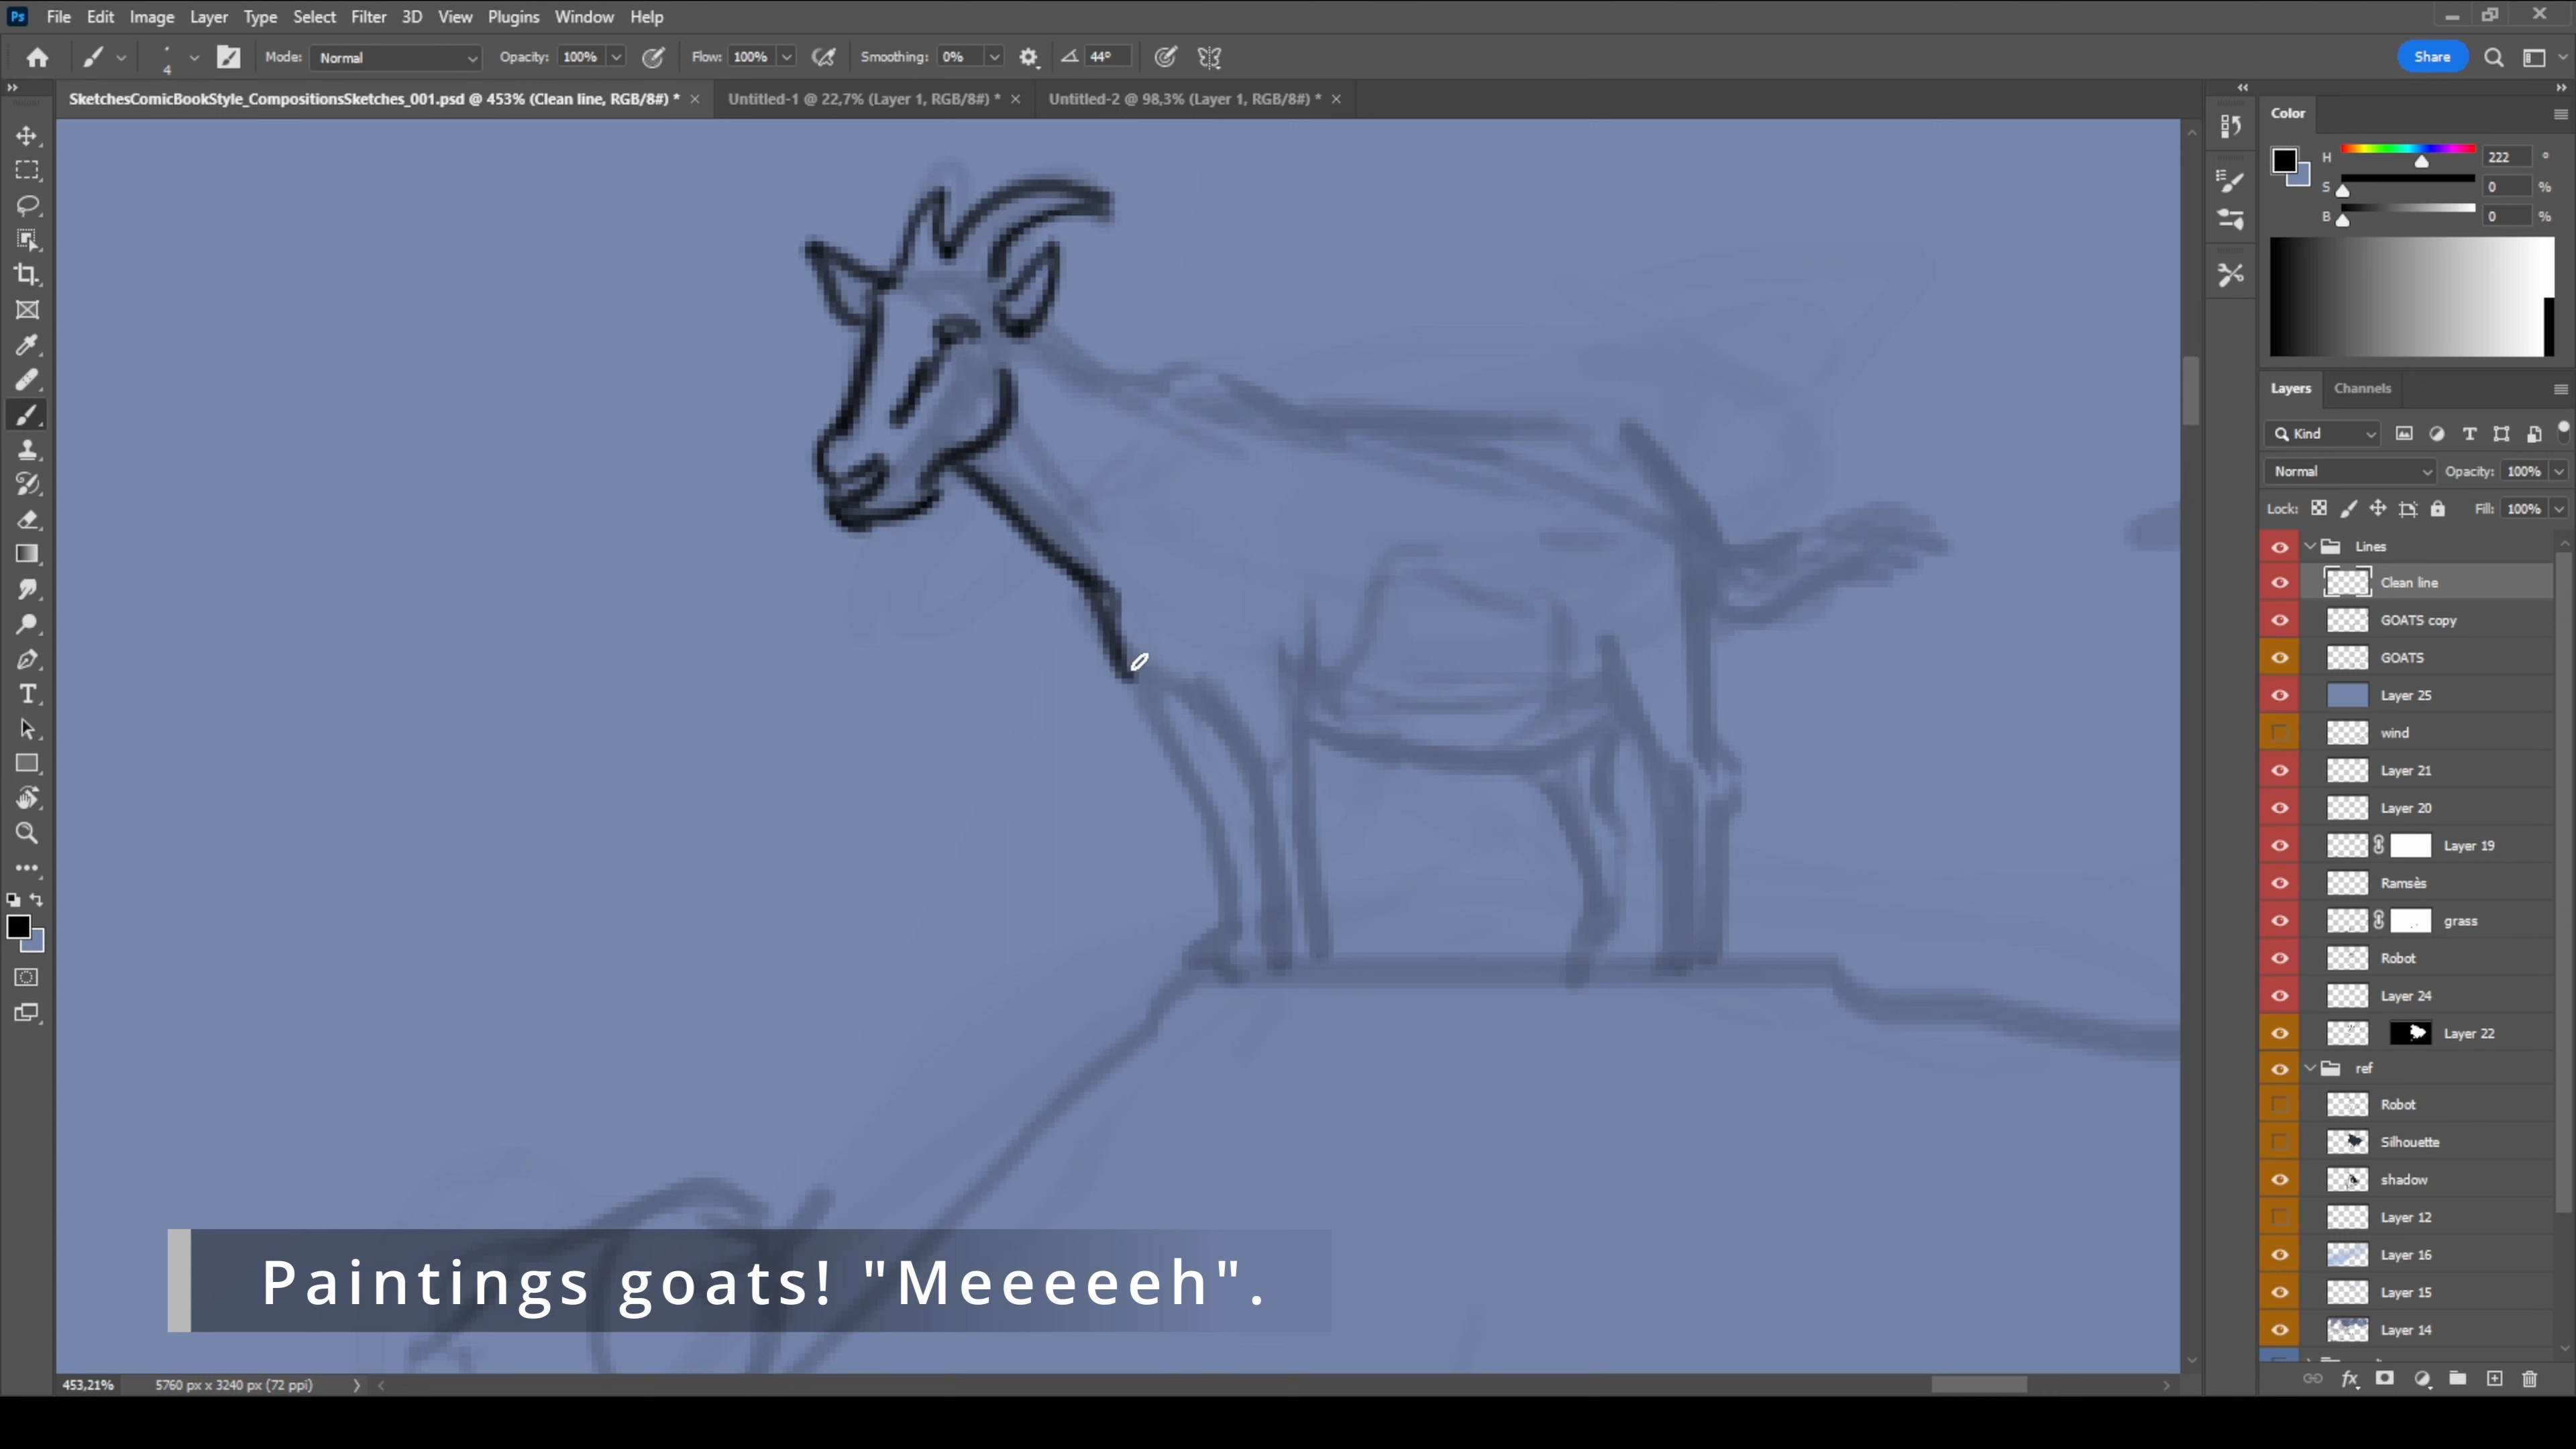 Ps File Edit Image Layer Type Select Filter 3D View Plugins Window Help
4 Mode: Normal Opacity: 100% Flow: 100% Smoothing: 0% 44° Share
SketchesComicBookStyle_CompositionsSketches_001.psd @ 453% (Clean line, RGB/8#) * Untitled-1 @ 22,7% (Layer 1, RGB/8#) * Untitled-2 @ 98,3% (Layer 1, RGB/8#) *
Color
H 222 °
S 0 %
B 0 %
Layers Channels
Kind
Normal Opacity: 100%
Lock: Fill: 100%
Lines
Clean line
GOATS copy
GOATS
Layer 25
wind
Layer 21
Layer 20
Layer 19
Ramsès
grass
Robot
Layer 24
Layer 22
ref
Robot
Silhouette
shadow
Layer 12
Layer 16
Layer 15
Layer 14
Paintings goats! "Meeeeeh".
453,21% 5760 px x 3240 px (72 ppi)